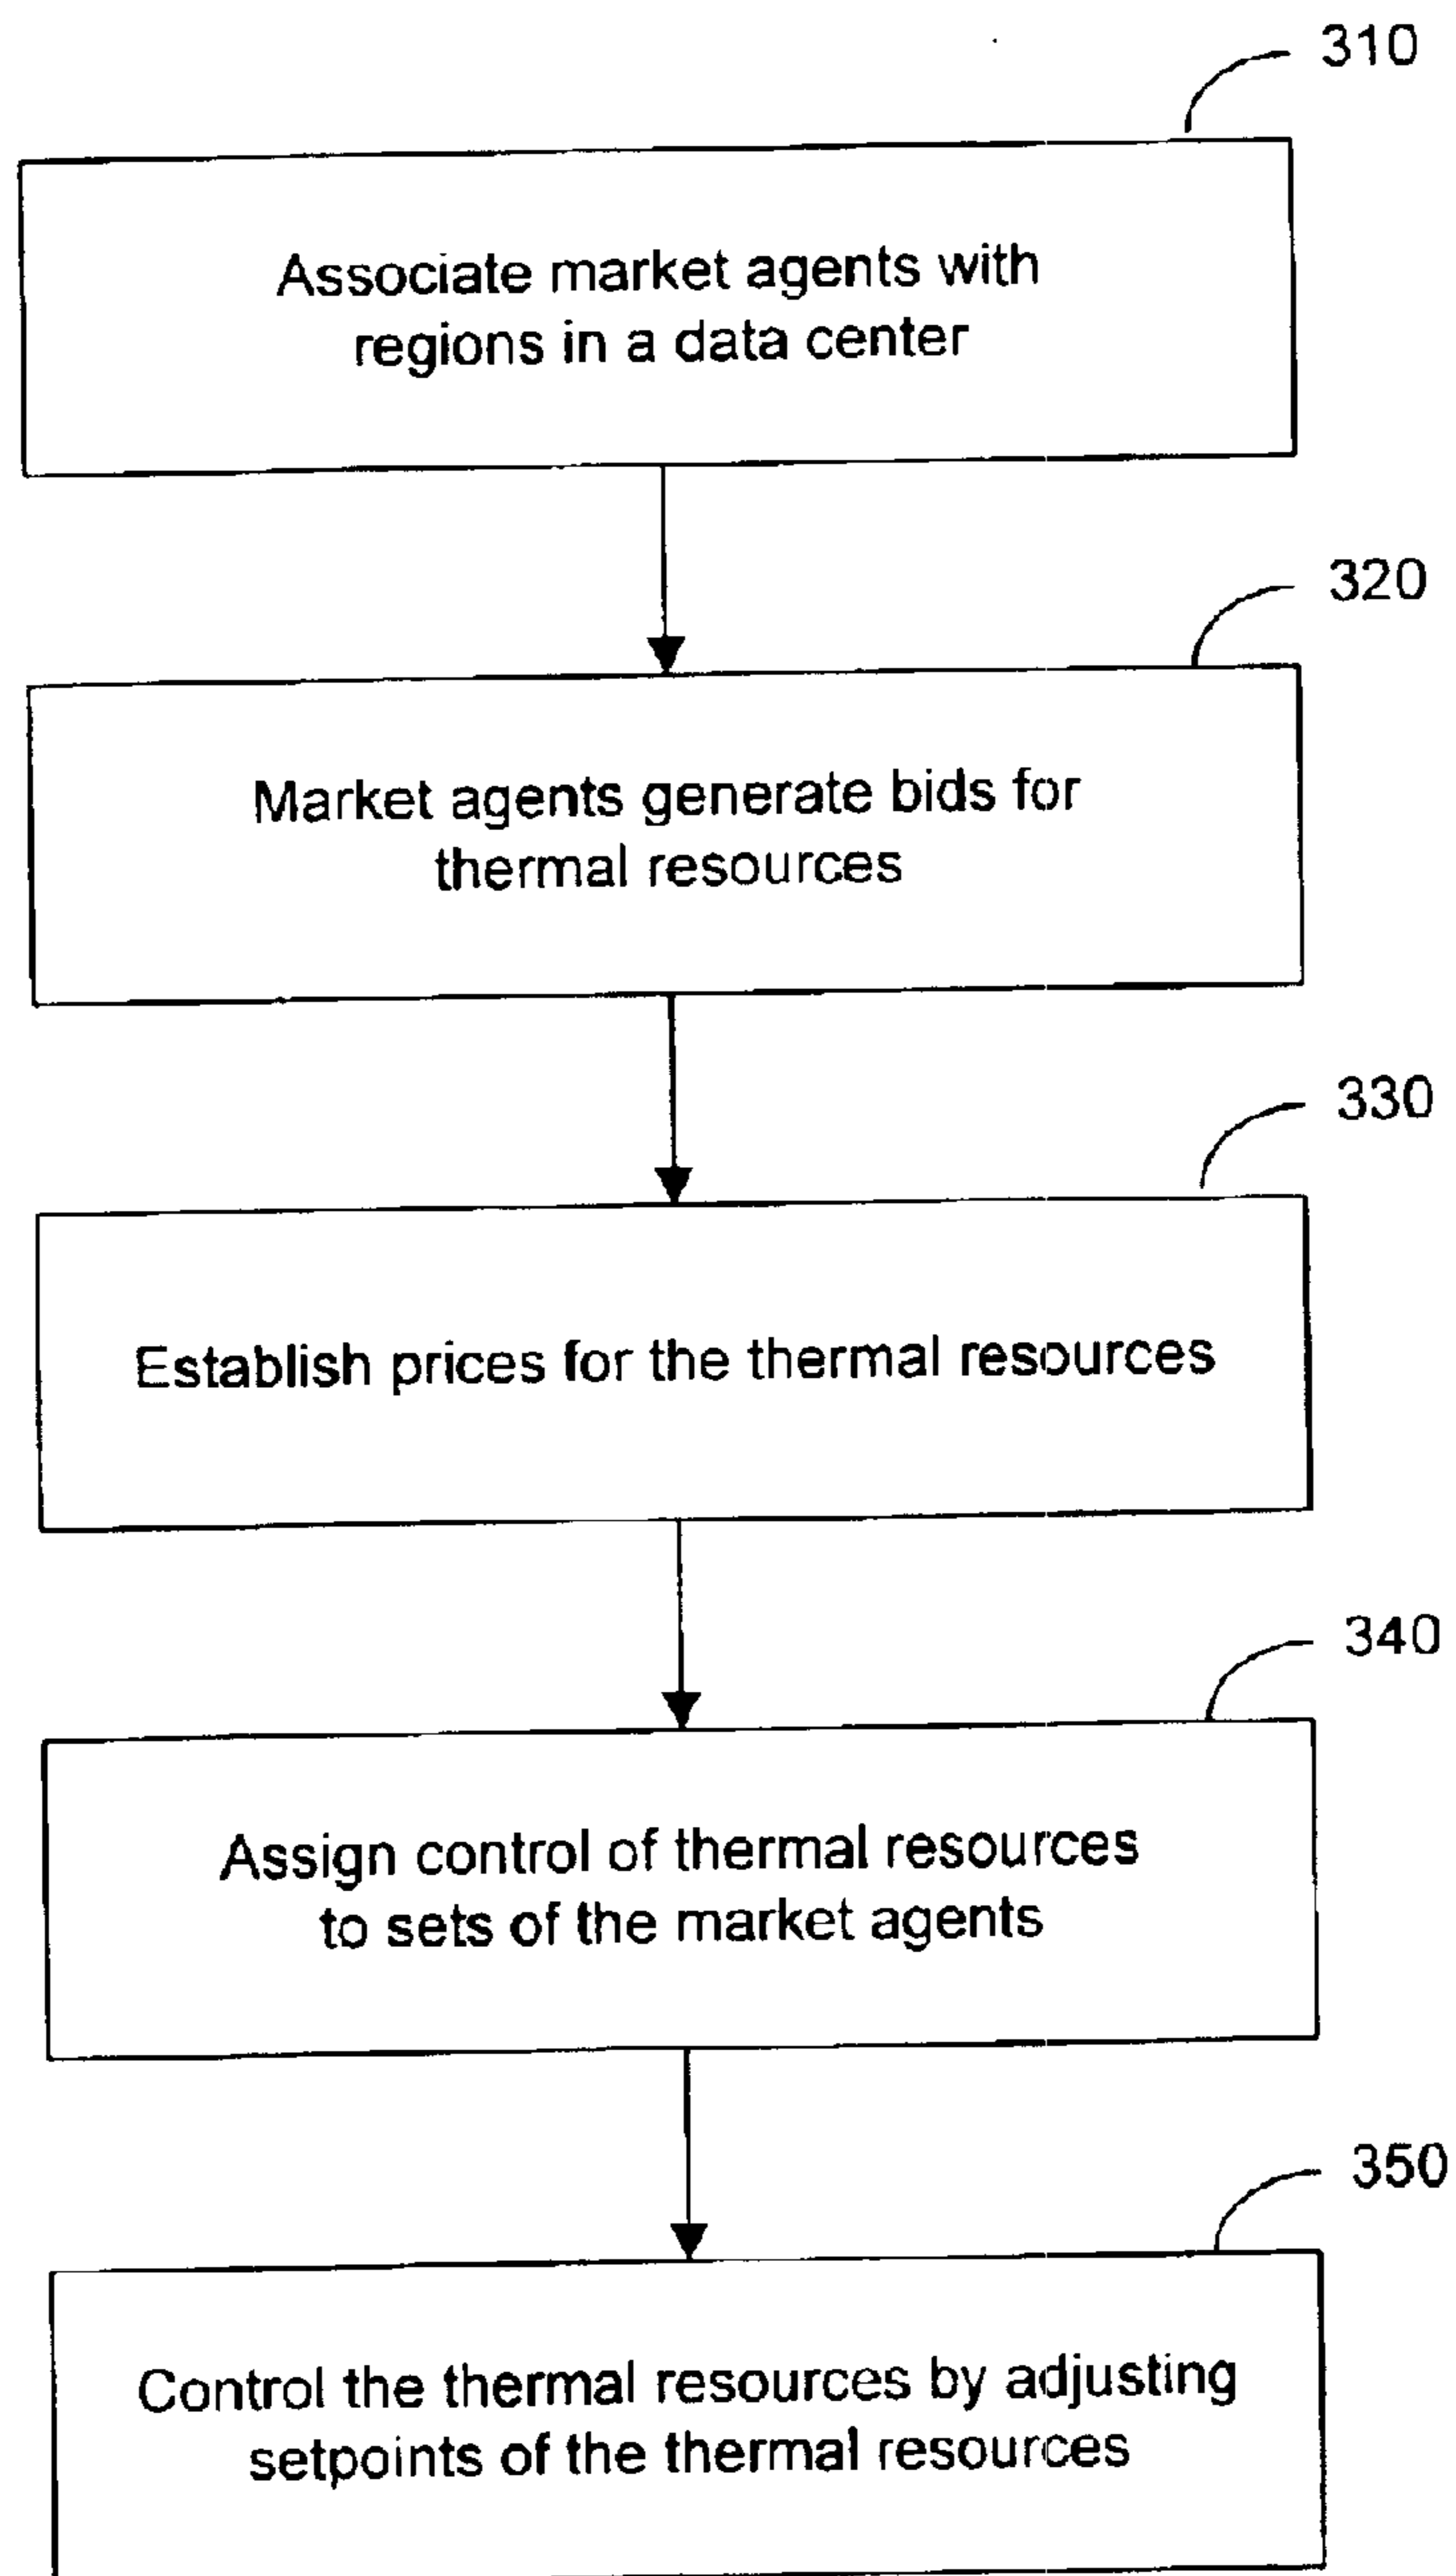 310
Associate market agents with
regions in a data center
320
Market agents generate bids for
thermal resources
330
Establish prices for the thermal resources
340
Assign control of thermal resources
to sets of the market agents
350
Control the thermal resources by adjusting
setpoints of the thermal resources